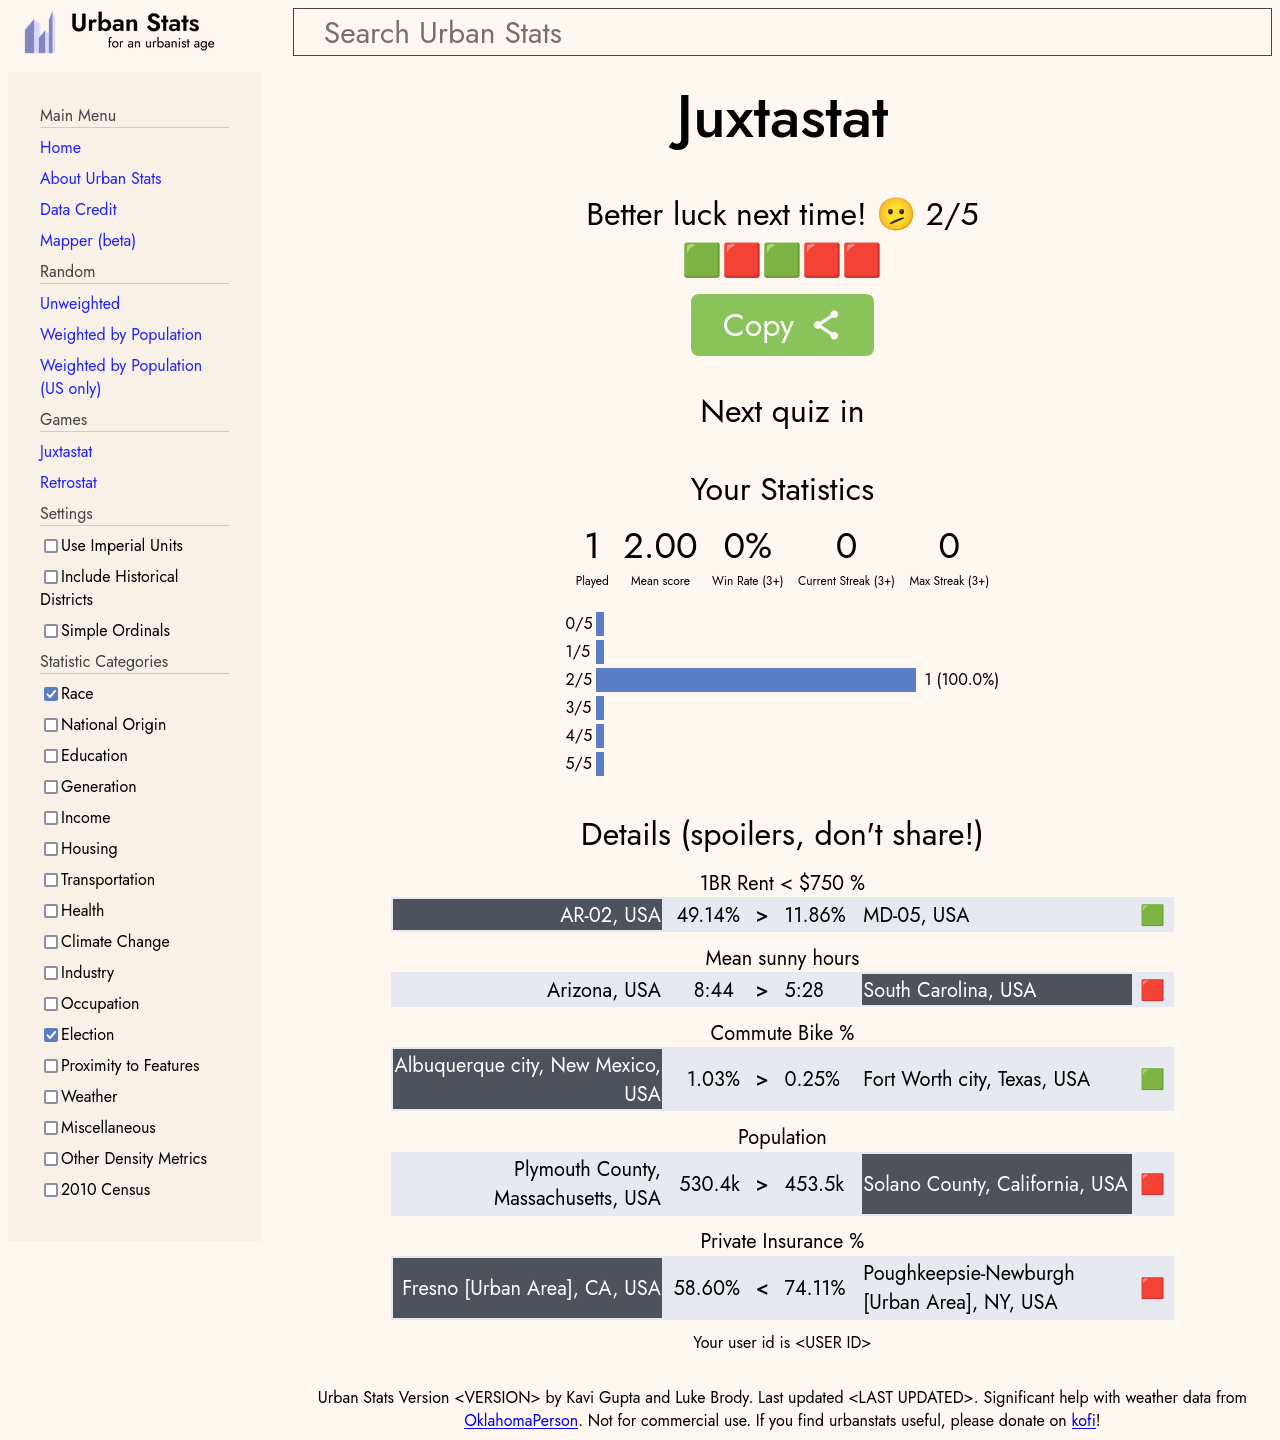 Urban Stats
for an urbanist age
Search Urban Stats
Main Menu
Home
About Urban Stats
Data Credit
Mapper (beta)
Random
Unweighted
Weighted by Population
Weighted by Population
(US only)
Games
Juxtastat
Retrostat
Settings
Use Imperial Units
Include Historical
Districts
Simple Ordinals
Statistic Categories
Race
National Origin
Education
Generation
Income
Housing
Transportation
Health
Climate Change
Industry
Occupation
Election
Proximity to Features
Weather
Miscellaneous
Other Density Metrics
2010 Census
Juxtastat
Better luck next time! 🫤 2/5
🟩🟥🟩🟥🟥
Copy
Next quiz in
Your Statistics
1 2.00 0% 0 0
Played Mean score Win Rate (3+) Current Streak (3+) Max Streak (3+)
0/5
1/5
2/5 1 (100.0%)
3/5
4/5
5/5
Details (spoilers, don't share!)
1BR Rent < $750 %
AR-02, USA 49.14% > 11.86% MD-05, USA 🟩
Mean sunny hours
Arizona, USA 8:44 > 5:28 South Carolina, USA 🟥
Commute Bike %
Albuquerque city, New Mexico,
USA 1.03% > 0.25% Fort Worth city, Texas, USA 🟩
Population
Plymouth County,
Massachusetts, USA 530.4k > 453.5k Solano County, California, USA 🟥
Private Insurance %
Fresno [Urban Area], CA, USA 58.60% < 74.11% Poughkeepsie-Newburgh
[Urban Area], NY, USA 🟥
Your user id is <USER ID>
Urban Stats Version <VERSION> by Kavi Gupta and Luke Brody. Last updated <LAST UPDATED>. Significant help with weather data from
OklahomaPerson. Not for commercial use. If you find urbanstats useful, please donate on kofi!